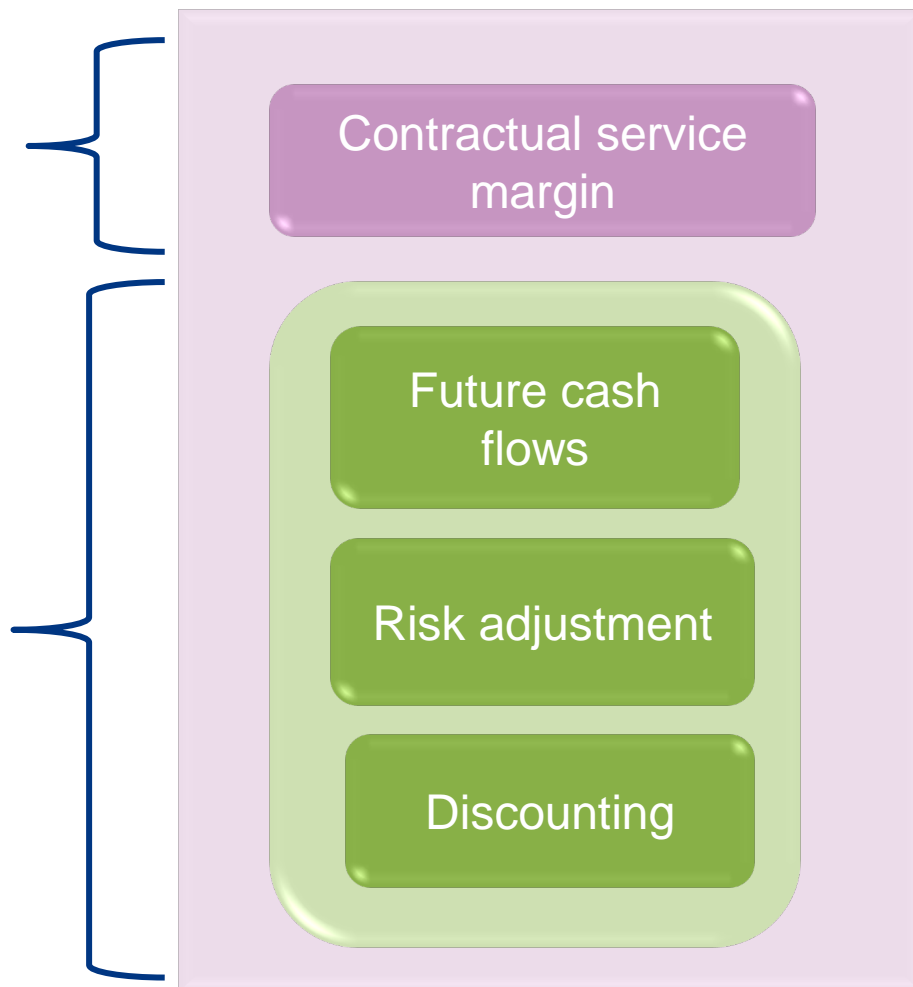 Contractual service
margin
Future cash
flows
Risk adjustment
Discounting